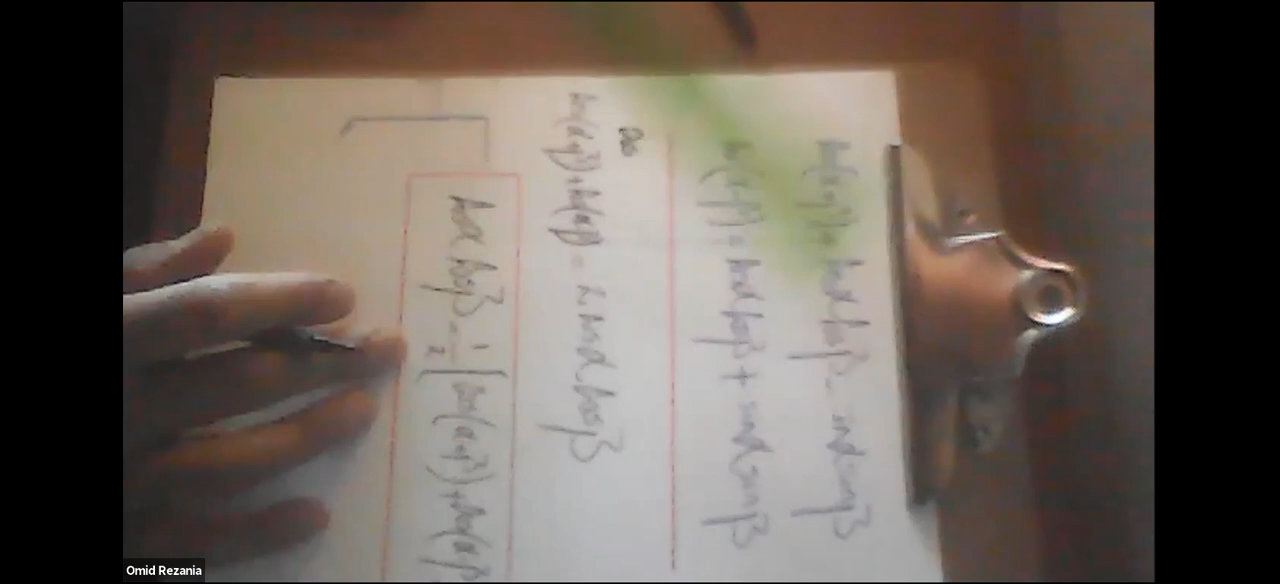 cos(α+β) = cosα cosβ - sinα sinβ
cos(α-β) = cosα cosβ + sinα sinβ
cos(α+β) + cos(α-β) = 2 cosα cosβ
cosα cosβ = 1/2 [cos(α+β) + cos(α-β)
Omid Rezania